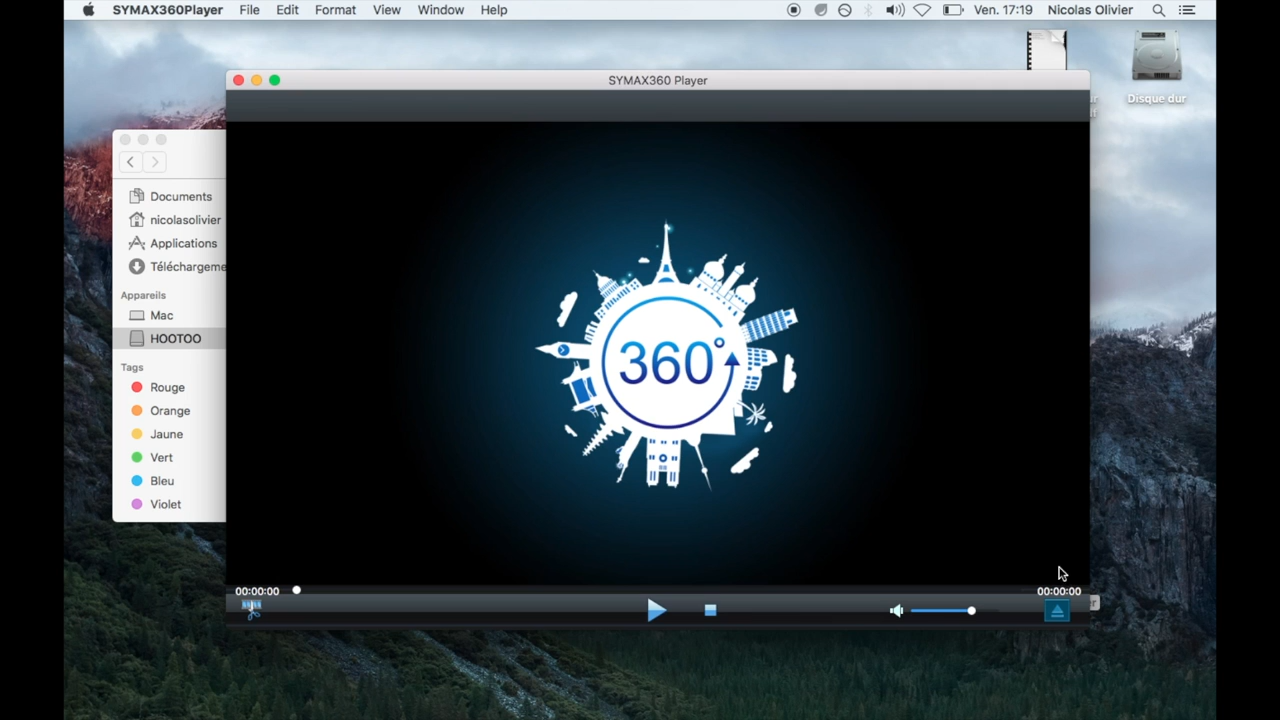 SYMAX360Player File Edit Format View Window Help Ven. 17:19 Nicolas Olivier
SYMAX360 Player
Disque dur
Documents
nicolasolivier
Applications
Téléchargeme
Appareils
Mac
HOOTOO
Tags
Rouge
Orange
Jaune
Vert
Bleu
Violet
360°
00:00:00 00:00:00